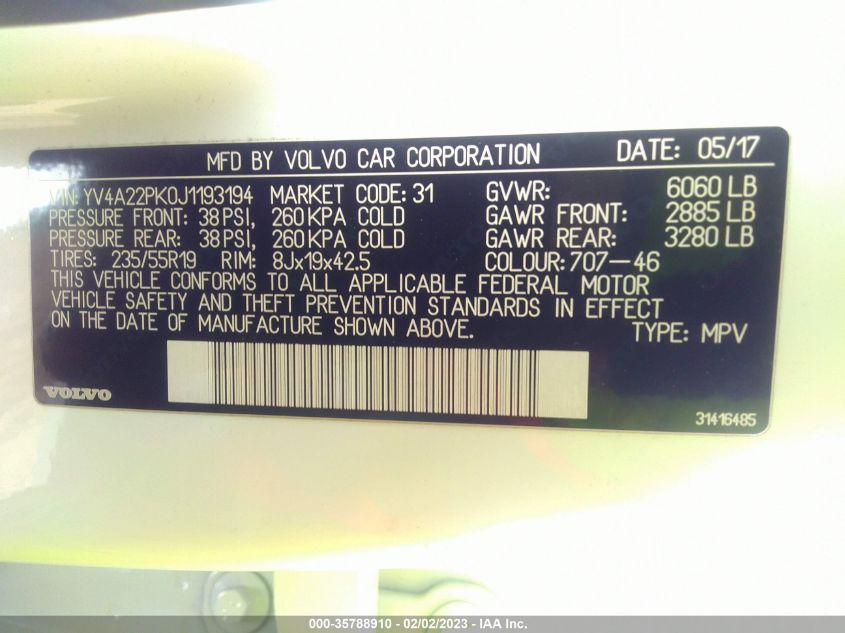 MFD BY VOLVO CAR CORPORATION DATE: 05/17
VIN: YV4A22PK0J1193194 MARKET CODE: 31 GVWR: 6060 LB
PRESSURE FRONT: 38 PSI, 260 KPA COLD GAWR FRONT: 2885 LB
PRESSURE REAR: 38 PSI, 260 KPA COLD GAWR REAR: 3280 LB
TIRES: 235/55R19 RIM: 8Jx19x42.5 COLOUR: 707-46
THIS VEHICLE CONFORMS TO ALL APPLICABLE FEDERAL MOTOR
VEHICLE SAFETY AND THEFT PREVENTION STANDARDS IN EFFECT
ON THE DATE OF MANUFACTURE SHOWN ABOVE. TYPE: MPV
VOLVO
31416485
000-35788910 - 02/02/2023 - IAA Inc.